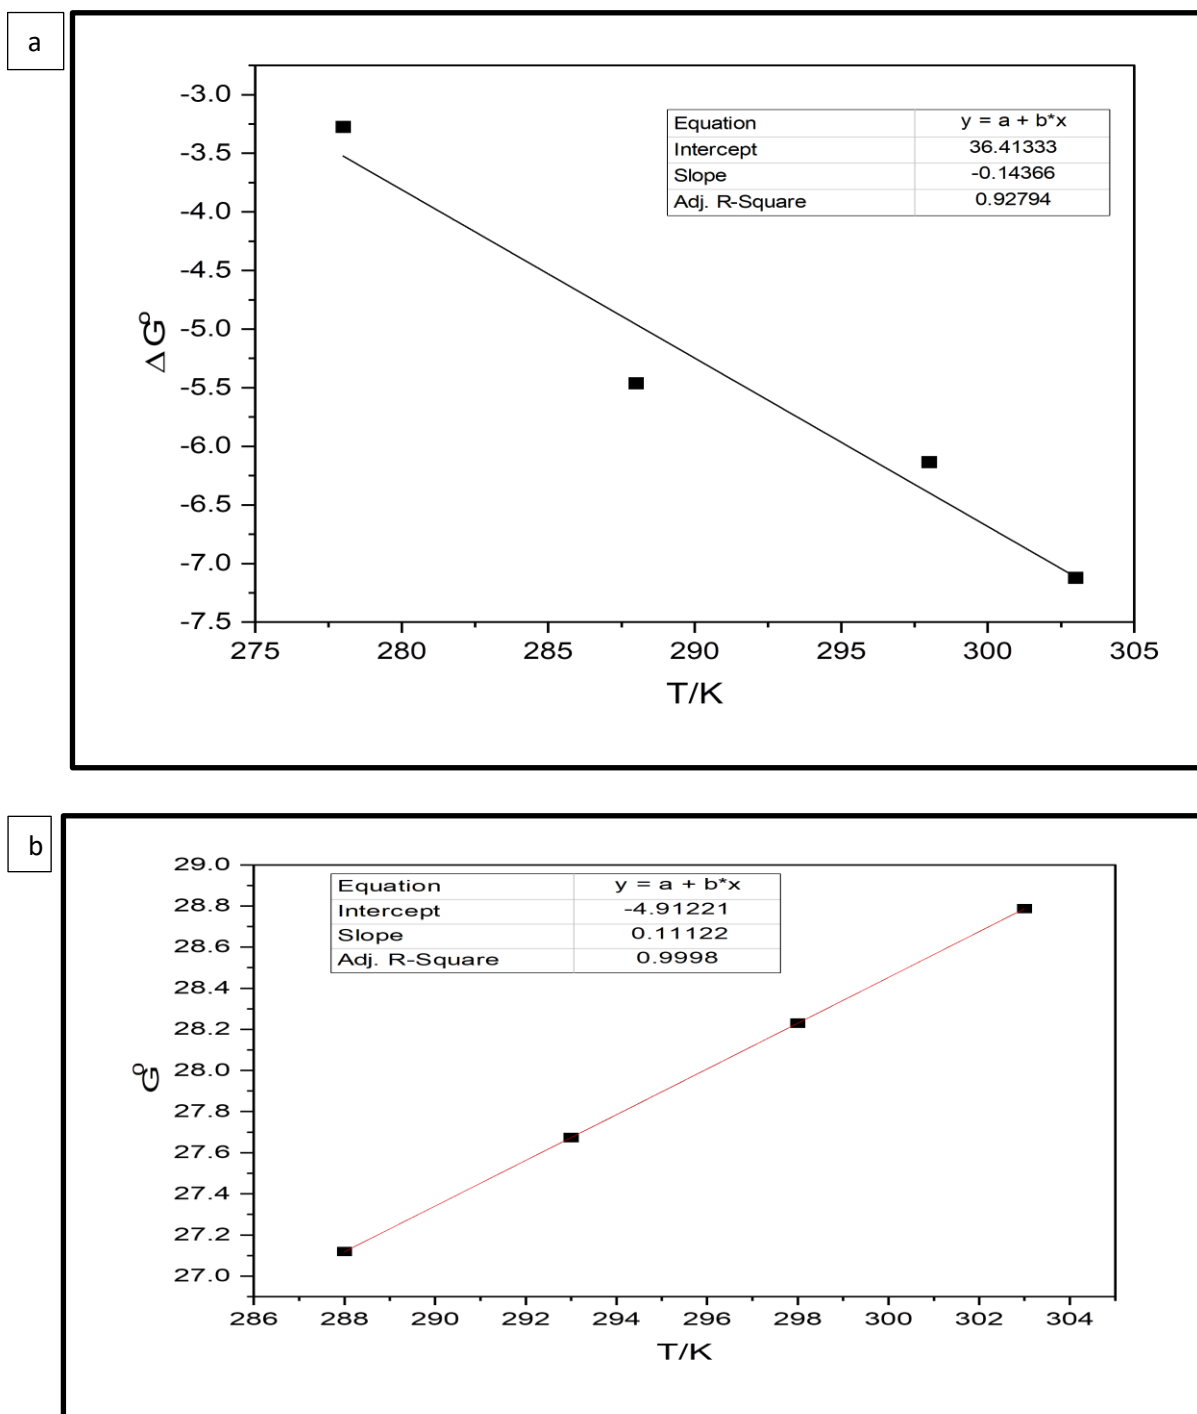 a
-3.0
-3.5
-4.0
-4.5
-5.0
-5.5
-6.0
-6.5
-7.0
-7.5
ΔG°
Equation y = a + b*x
Intercept 36.41333
Slope -0.14366
Adj. R-Square 0.92794
275 280 285 290 295 300 305
T/K
b
29.0
28.8
28.6
28.4
28.2
28.0
27.8
27.6
27.4
27.2
27.0
G°
Equation y = a + b*x
Intercept -4.91221
Slope 0.11122
Adj. R-Square 0.9998
286 288 290 292 294 296 298 300 302 304
T/K